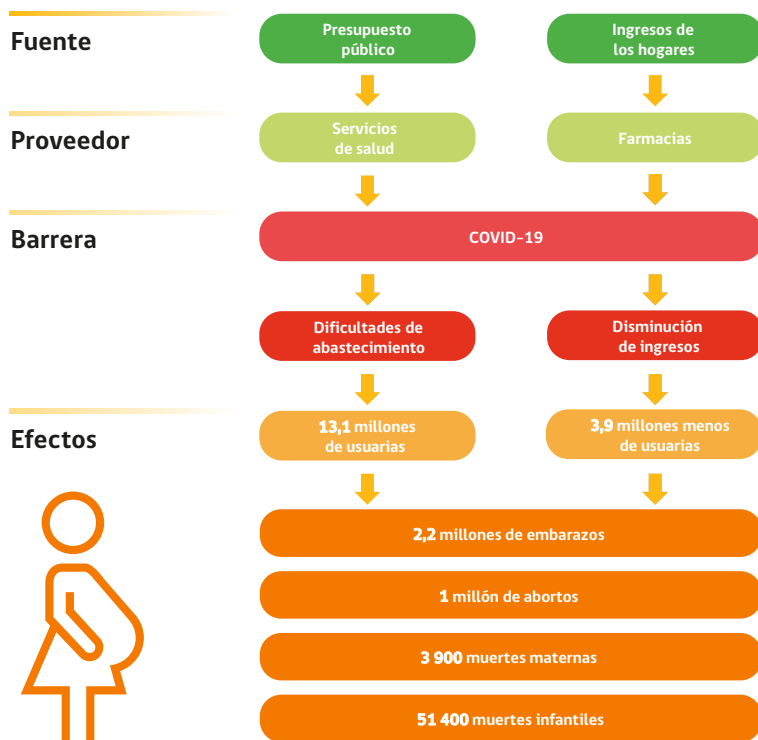 Fuente
Presupuesto
público
Ingresos de
los hogares
Proveedor
Servicios
de salud
Farmacias
Barrera
COVID-19
Dificultades de
abastecimiento
Disminución
de ingresos
Efectos
13,1 millones
de usuarias
3,9 millones menos
de usuarias
2,2 millones de embarazos
1 millón de abortos
3 900 muertes maternas
51 400 muertes infantiles